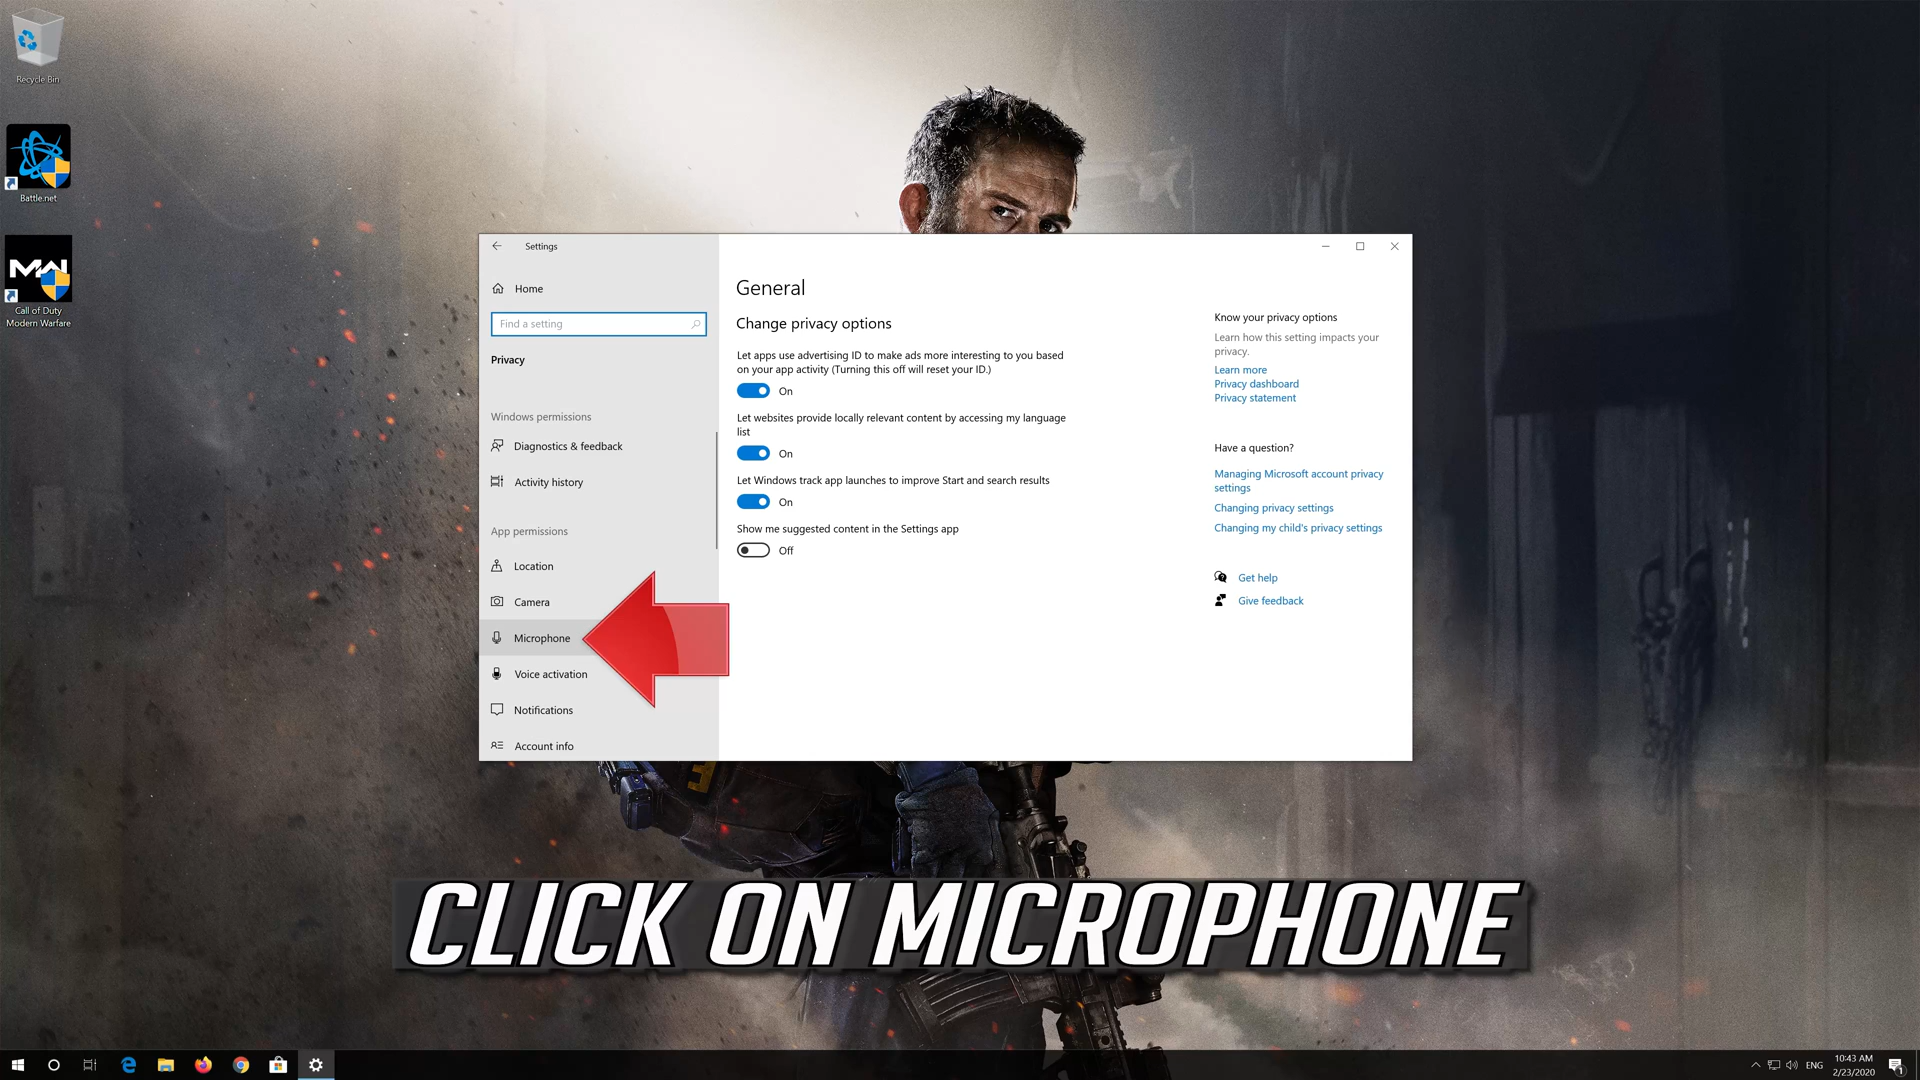 Recycle Bin
Battle.net
Call of Duty
Modern Warfare
Settings
Home
Find a setting
Privacy
Windows permissions
Diagnostics & feedback
Activity history
App permissions
Location
Camera
Microphone
Voice activation
Notifications
Account info
General
Change privacy options
Let apps use advertising ID to make ads more interesting to you based
on your app activity (Turning this off will reset your ID.)
On
Let websites provide locally relevant content by accessing my language
list
On
Let Windows track app launches to improve Start and search results
On
Show me suggested content in the Settings app
Off
Know your privacy options
Learn how this setting impacts your
privacy.
Learn more
Privacy dashboard
Privacy statement
Have a question?
Managing Microsoft account privacy
settings
Changing privacy settings
Changing my child's privacy settings
Get help
Give feedback
CLICK ON MICROPHONE
ENG
10:43 AM
2/23/2020
1